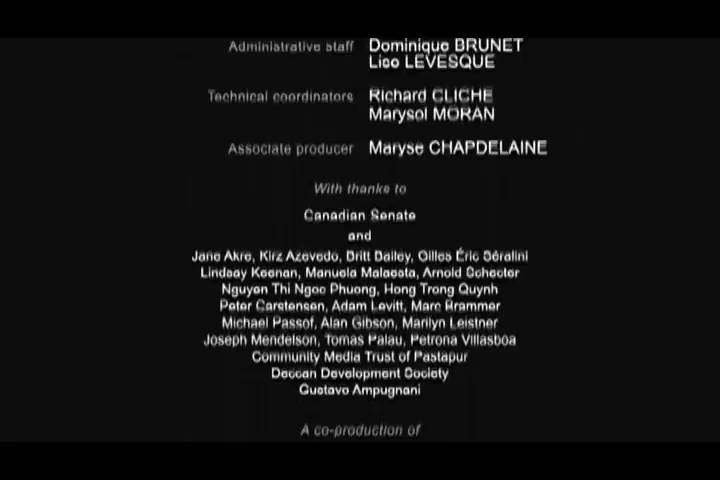 Administrative staff Dominique BRUNET
Lise LEVESQUE
Technical coordinators Richard CLICHE
Marysol MORAN
Associate producer Maryse CHAPDELAINE
With thanks to
Canadian Senate
and
Jane Akre, Kirz Azevedo, Britt Bailey, Gilles Éric Séralini
Lindsay Keenan, Manuela Malaesta, Arnold Schecter
Nguyen Thi Ngoc Phuong, Hong Trong Quynh
Peter Carstensen, Adam Levitt, Marc Brammer
Michael Passof, Alan Gibson, Marilyn Leistner
Joseph Mendelson, Tomas Palau, Petrona Villasboa
Community Media Trust of Pastapur
Deccan Development Society
Gustavo Ampugnani
A co-production of